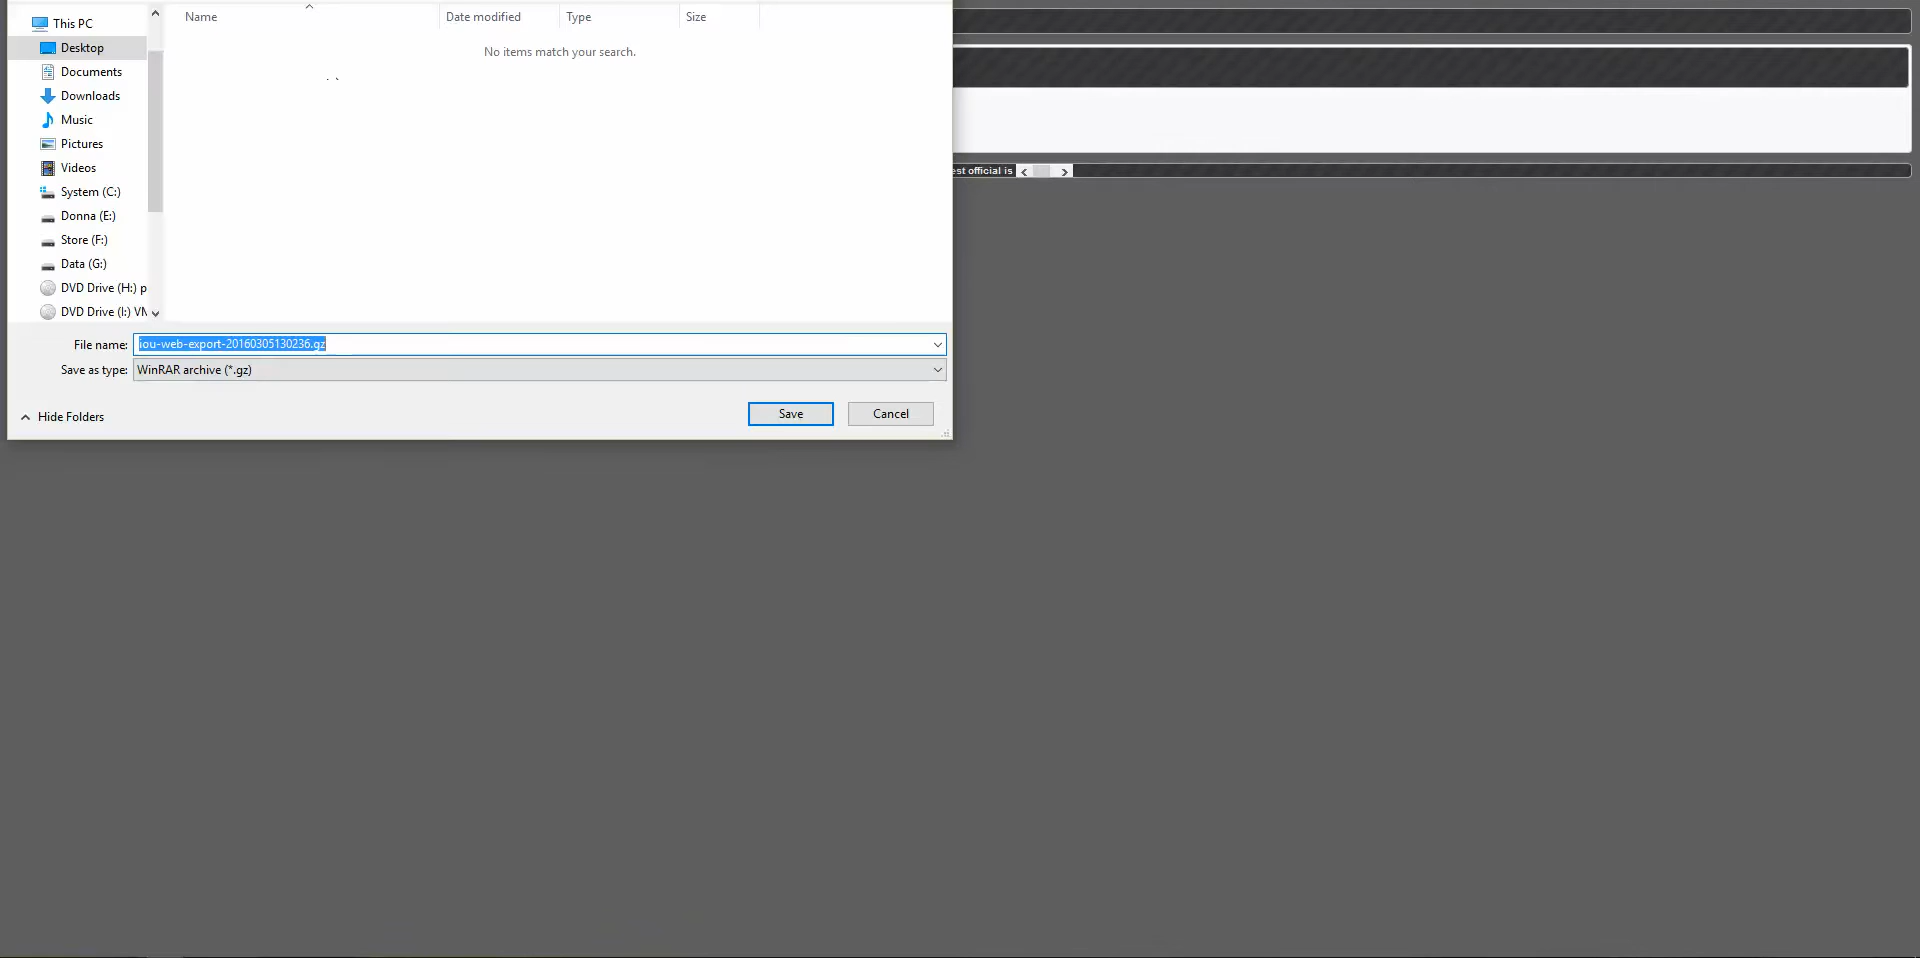 This PC
Desktop
Documents
Downloads
Music
Pictures
Videos
System (C:)
Donna (E:)
Store (F:)
Data (G:)
DVD Drive (H:) p
DVD Drive (I:) VM
Name Date modified Type Size
No items match your search.
est official is
File name: iou-web-export-20160305130236.gz
Save as type: WinRAR archive (*.gz)
Hide Folders
Save Cancel